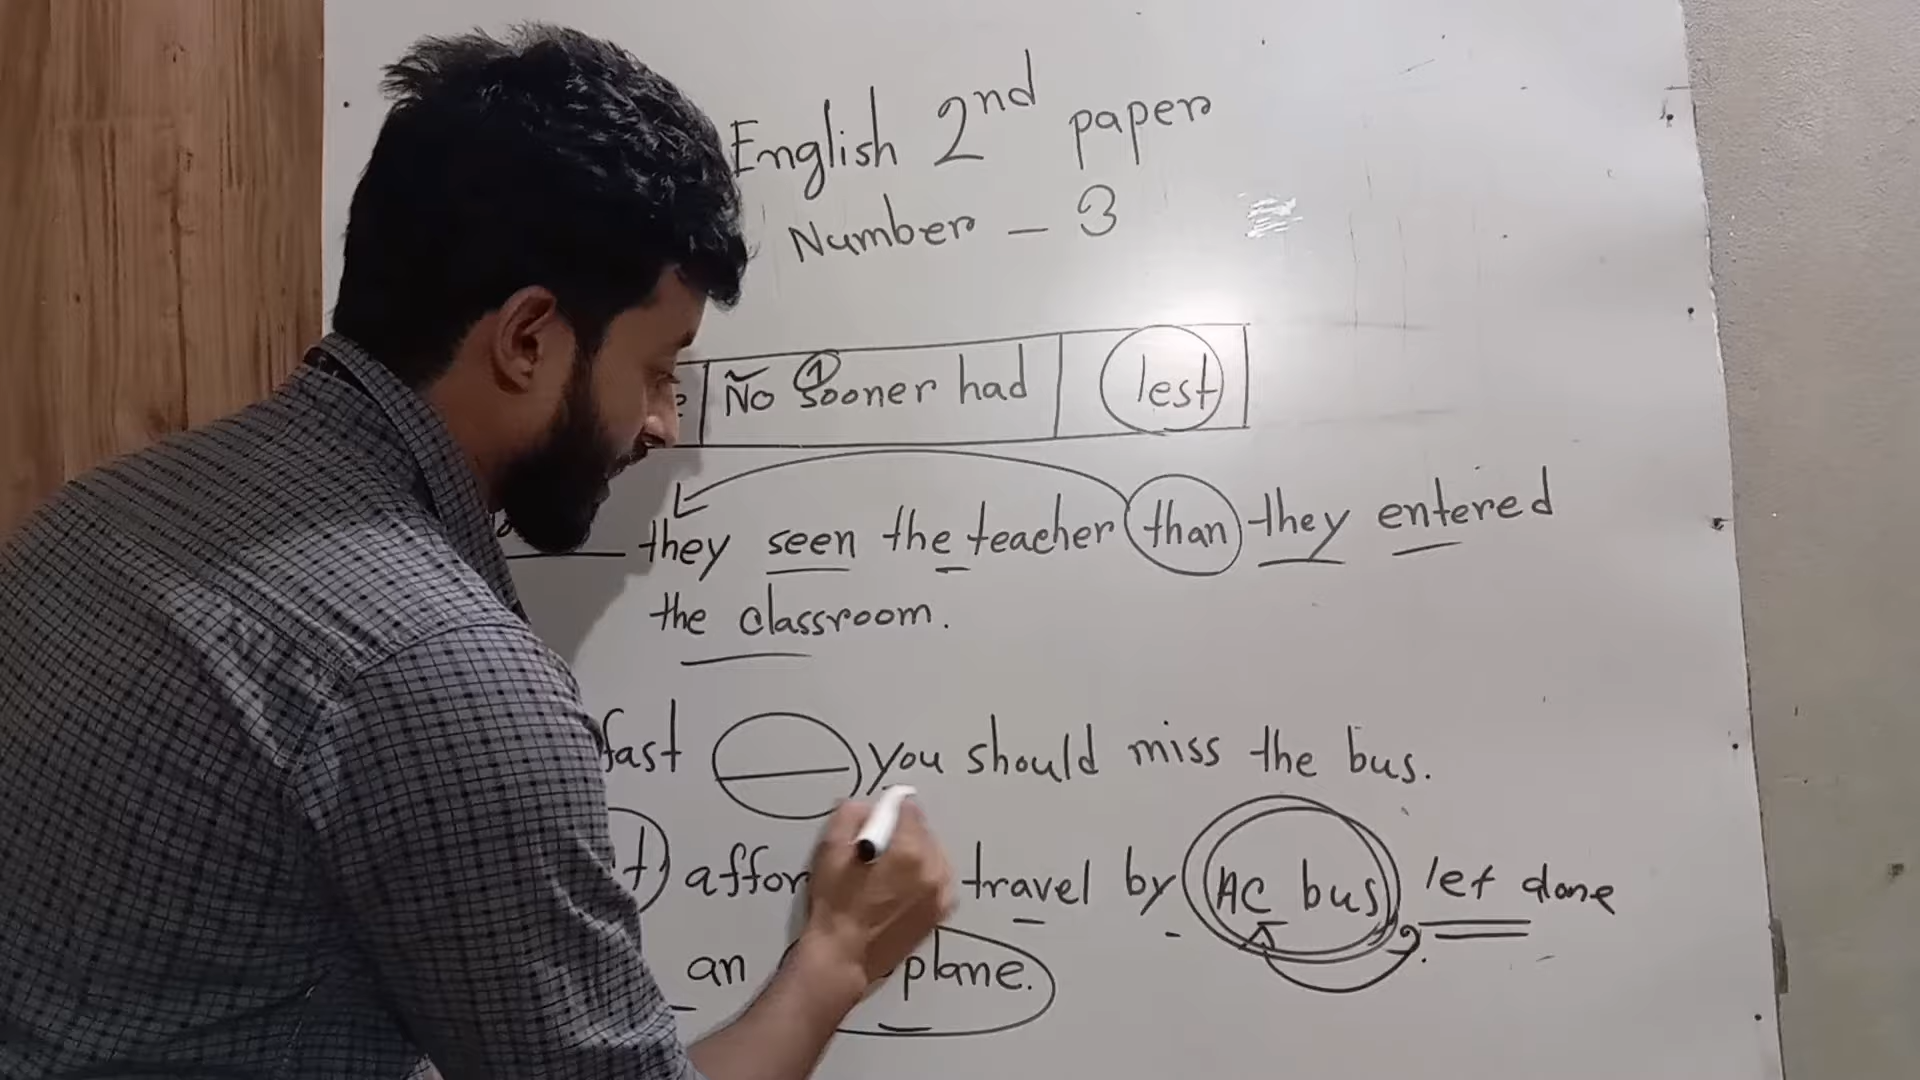 English 2nd paper
Number - 3
No sooner had lest
1
they seen the teacher than they entered
the classroom.
fast you should miss the bus.
travel by AC bus, let alone
an plane.